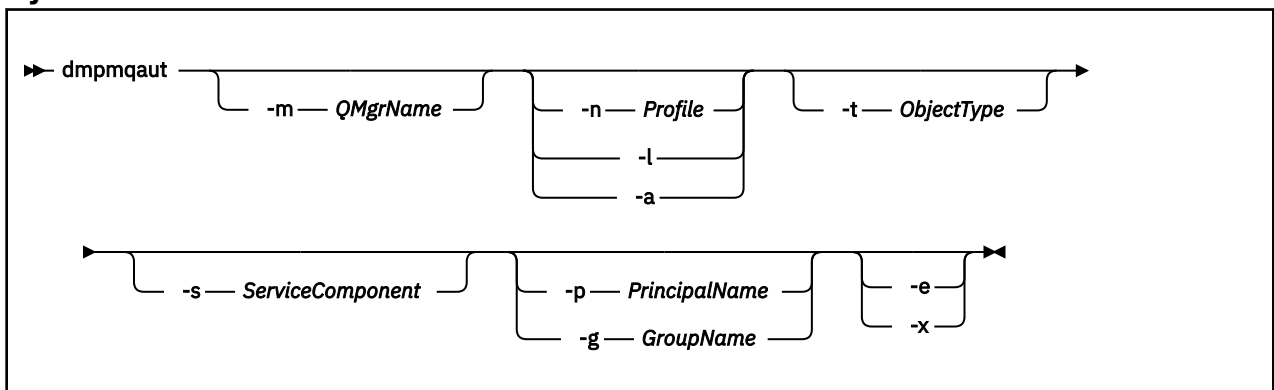 dmpmqaut
-m QMgrName
-n Profile
-t ObjectType
-l
-a
-s ServiceComponent
-p PrincipalName
-e
-x
-g GroupName